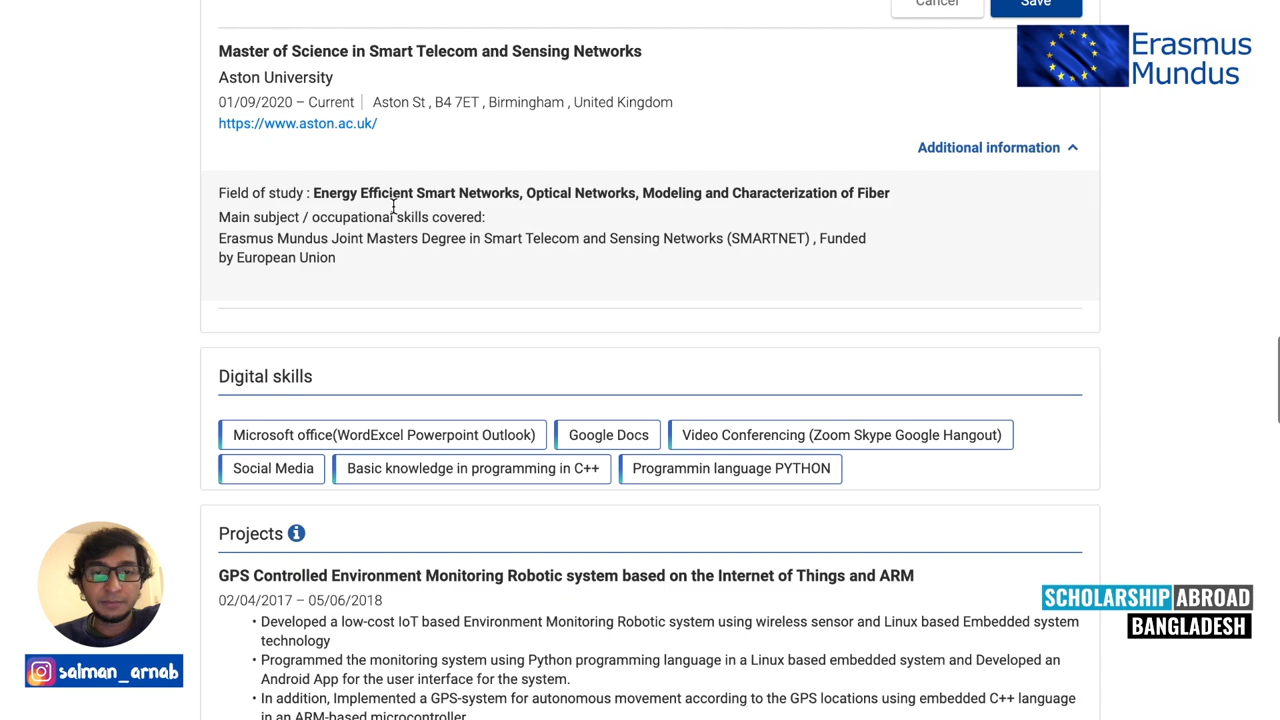 Cancel
Save
Erasmus
Mundus
Master of Science in Smart Telecom and Sensing Networks
Aston University
01/09/2020 – Current | Aston St , B4 7ET , Birmingham , United Kingdom
https://www.aston.ac.uk/
Additional information
Field of study : Energy Efficient Smart Networks, Optical Networks, Modeling and Characterization of Fiber
Main subject / occupational skills covered:
Erasmus Mundus Joint Masters Degree in Smart Telecom and Sensing Networks (SMARTNET) , Funded
by European Union
Digital skills
Microsoft office(WordExcel Powerpoint Outlook)
Google Docs
Video Conferencing (Zoom Skype Google Hangout)
Social Media
Basic knowledge in programming in C++
Programmin language PYTHON
Projects
GPS Controlled Environment Monitoring Robotic system based on the Internet of Things and ARM
02/04/2017 – 05/06/2018
• Developed a low-cost IoT based Environment Monitoring Robotic system using wireless sensor and Linux based Embedded system
technology
• Programmed the monitoring system using Python programming language in a Linux based embedded system and Developed an
Android App for the user interface for the system.
• In addition, Implemented a GPS-system for autonomous movement according to the GPS locations using embedded C++ language
in an ARM-based microcontroller
SCHOLARSHIP ABROAD
BANGLADESH
salman_arnab